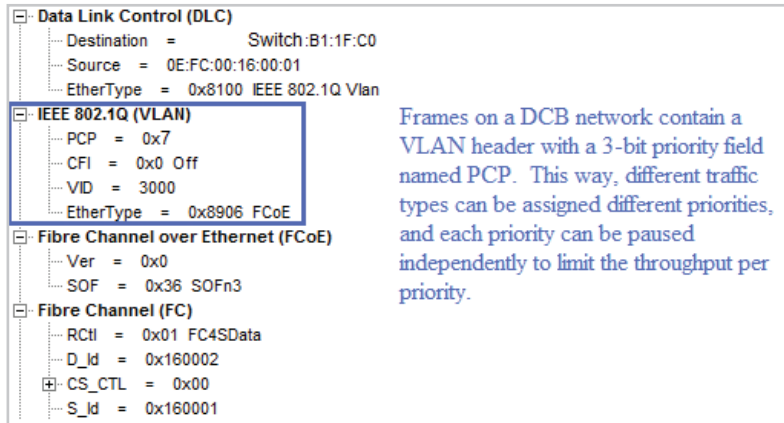 Data Link Control (DLC)
Destination = Switch:B1:1F:C0
Source = 0E:FC:00:16:00:01
EtherType = 0x8100 IEEE 802.1Q Vlan
IEEE 802.1Q (VLAN)
PCP = 0x7
CFI = 0x0 Off
VID = 3000
EtherType = 0x8906 FCoE
Fibre Channel over Ethernet (FCoE)
Ver = 0x0
SOF = 0x36 SOFn3
Fibre Channel (FC)
RCtl = 0x01 FC4SData
D_Id = 0x160002
CS_CTL = 0x00
S_Id = 0x160001
Frames on a DCB network contain a
VLAN header with a 3-bit priority field
named PCP. This way, different traffic
types can be assigned different priorities,
and each priority can be paused
independently to limit the throughput per
priority.